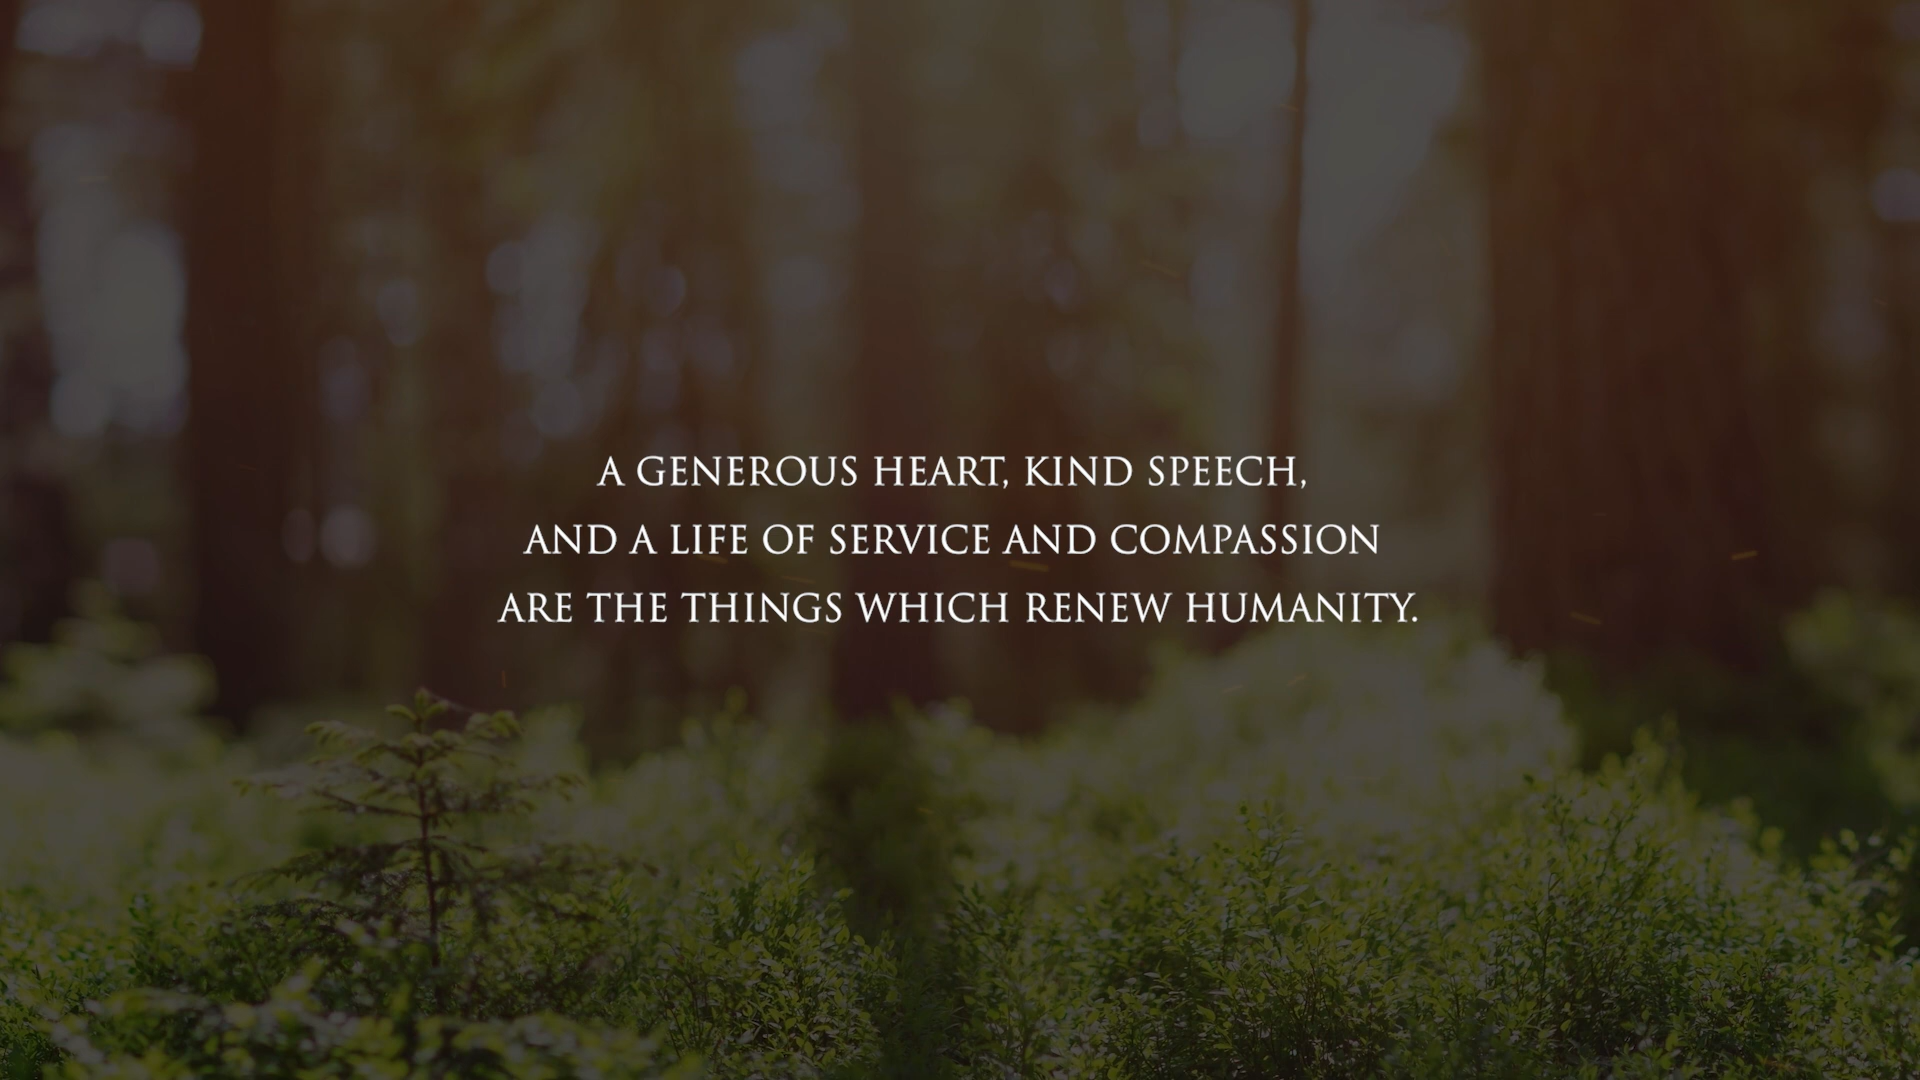 A GENEROUS HEART, KIND SPEECH,
AND A LIFE OF SERVICE AND COMPASSION
ARE THE THINGS WHICH RENEW HUMANITY.